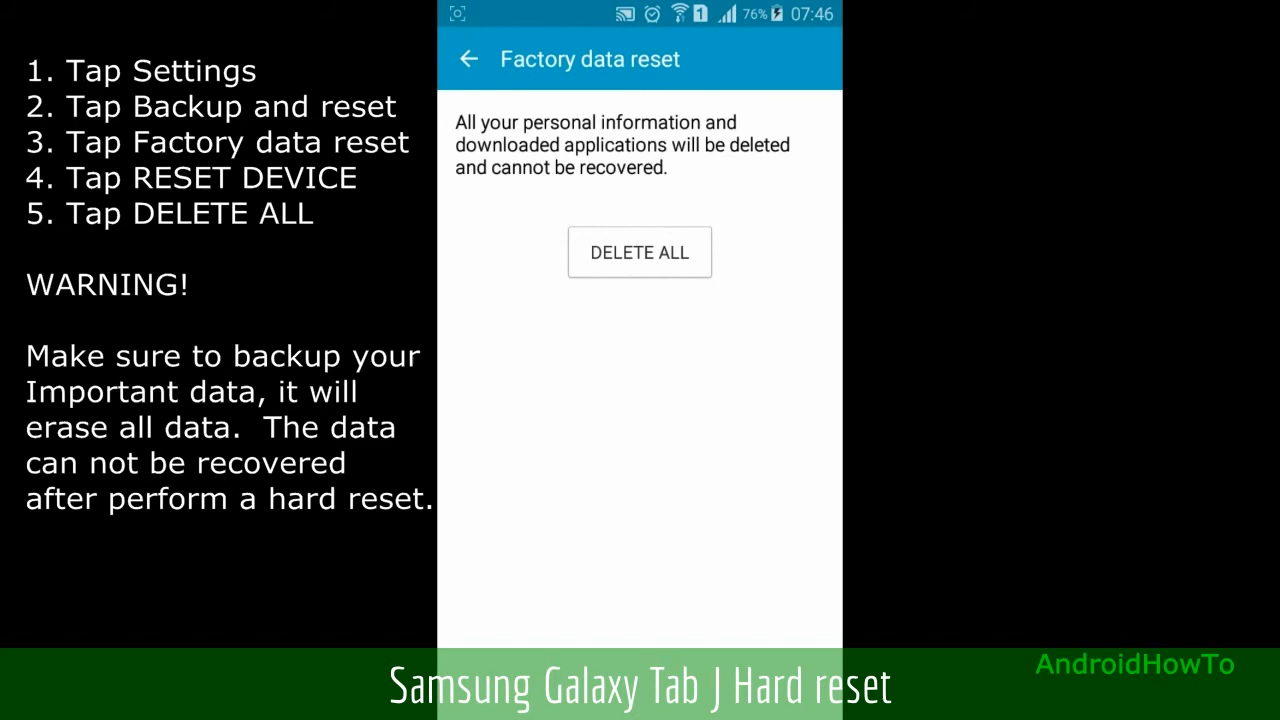 1. Tap Settings
2. Tap Backup and reset
3. Tap Factory data reset
4. Tap RESET DEVICE
5. Tap DELETE ALL
WARNING!
Make sure to backup your
Important data, it will
erase all data.  The data
can not be recovered
after perform a hard reset.
1 76% 07:46
Factory data reset
All your personal information and
downloaded applications will be deleted
and cannot be recovered.
DELETE ALL
AndroidHowTo
Samsung Galaxy Tab J Hard reset